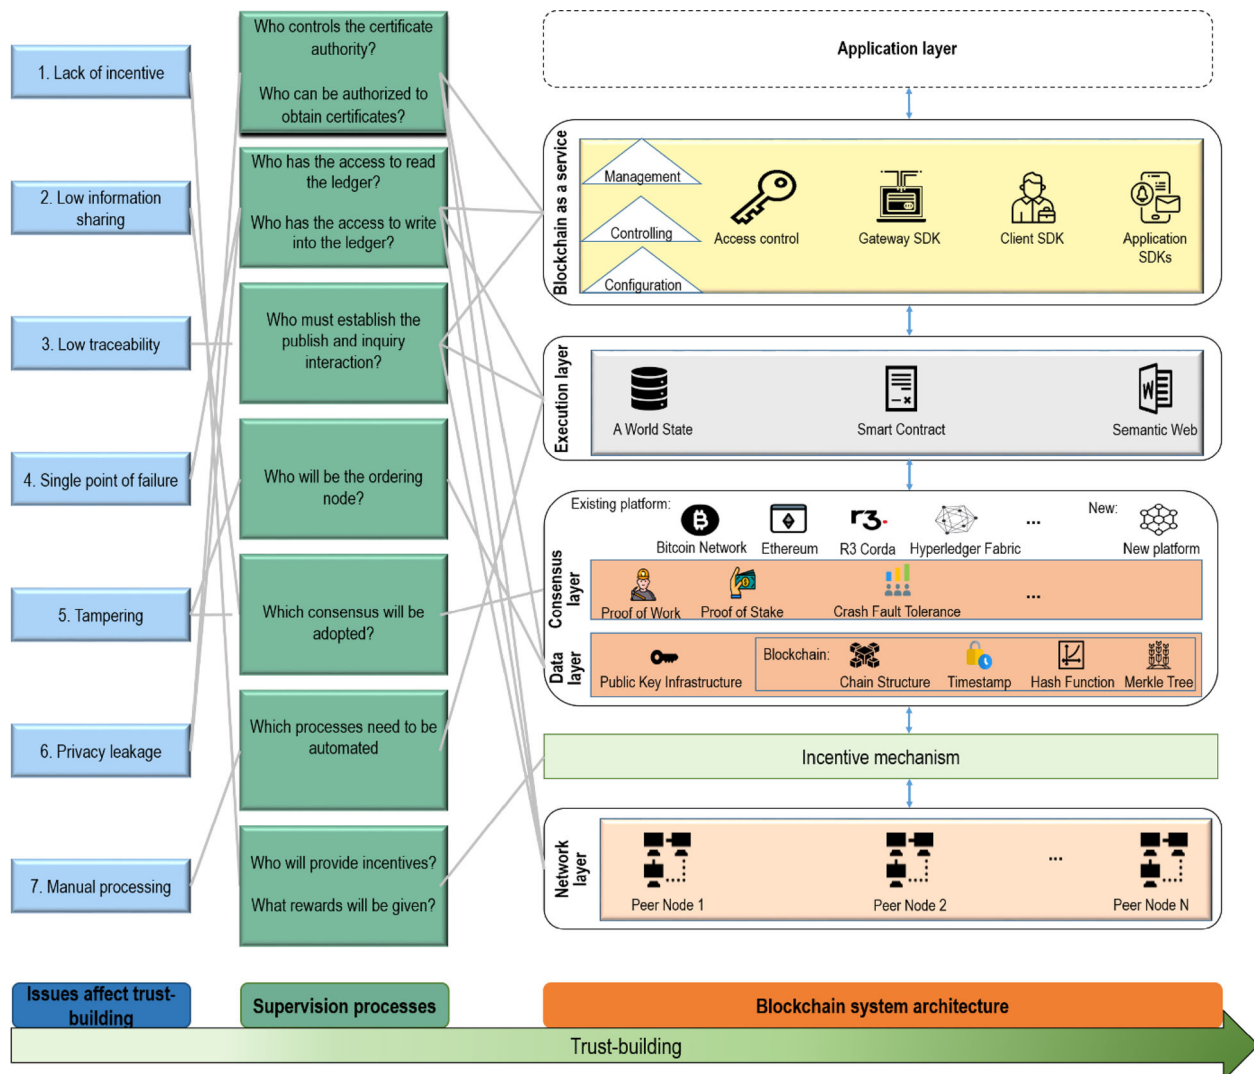 1. Lack of incentive
2. Low information
sharing
3. Low traceability
4. Single point of failure
5. Tampering
6. Privacy leakage
7. Manual processing
Issues affect trust-
building
Who controls the certificate
authority?
Who can be authorized to
obtain certificates?
Who has the access to read
the ledger?
Who has the access to write
into the ledger?
Who must establish the
publish and inquiry
interaction?
Who will be the ordering
node?
Which consensus will be
adopted?
Which processes need to be
automated
Who will provide incentives?
What rewards will be given?
Supervision processes
Application layer
Blockchain as a service
Management
Controlling
Configuration
Access control
Gateway SDK
Client SDK
Application
SDKs
Execution layer
A World State
Smart Contract
W
Semantic Web
Existing platform:
Bitcoin Network
Ethereum
r3.
R3 Corda
Hyperledger Fabric
...
New:
New platform
Consensus
layer
Proof of Work
Proof of Stake
Crash Fault Tolerance
...
Data
layer
Public Key Infrastructure
Blockchain:
Chain Structure
Timestamp
Hash Function
Merkle Tree
Incentive mechanism
Network
layer
Peer Node 1
Peer Node 2
...
Peer Node N
Blockchain system architecture
Trust-building